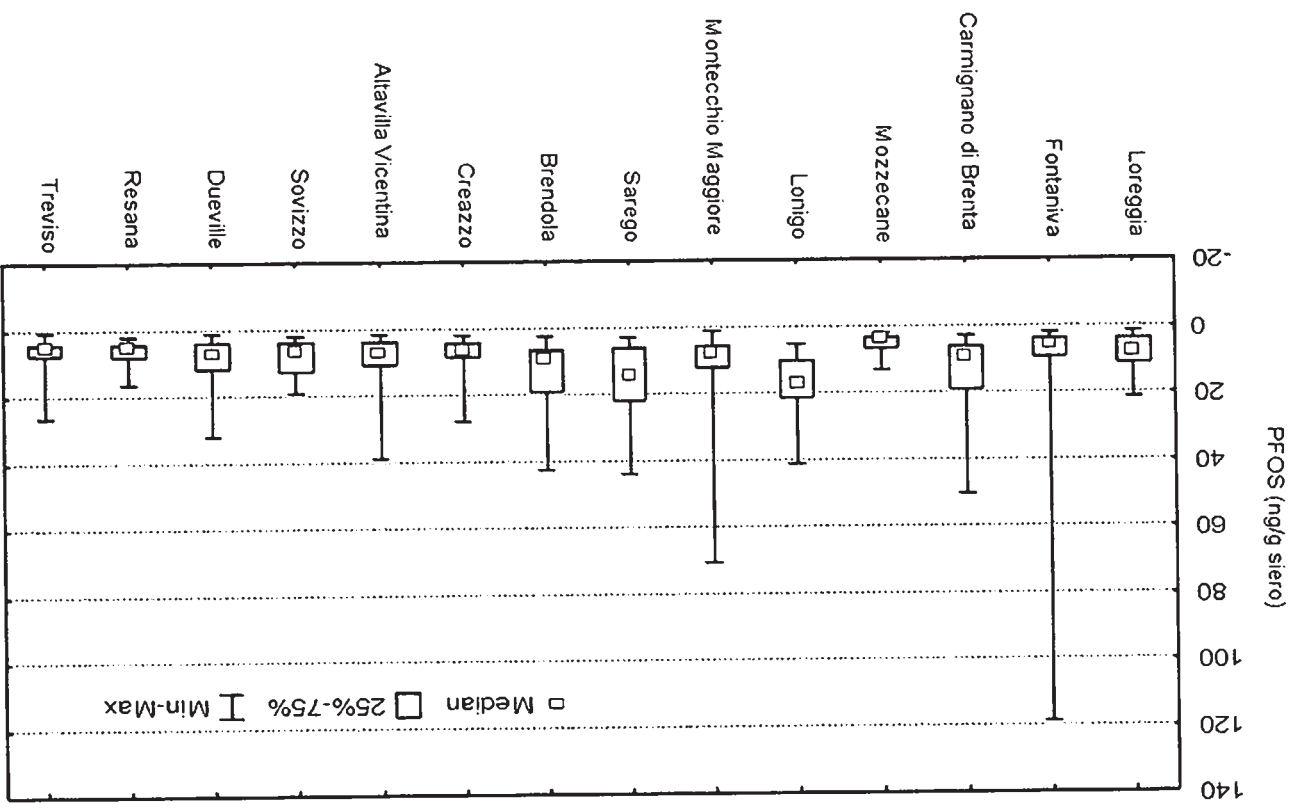 PFOS (ng/g siero)
140
120
100
80
60
40
20
0
-20
Median
25%-75%
Min-Max
Loreggia
Fontaniva
Carmignano di Brenta
Mozzecane
Lonigo
Montecchio Maggiore
Sarego
Brendola
Creazzo
Altavilla Vicentina
Sovizzo
Dueville
Resana
Treviso